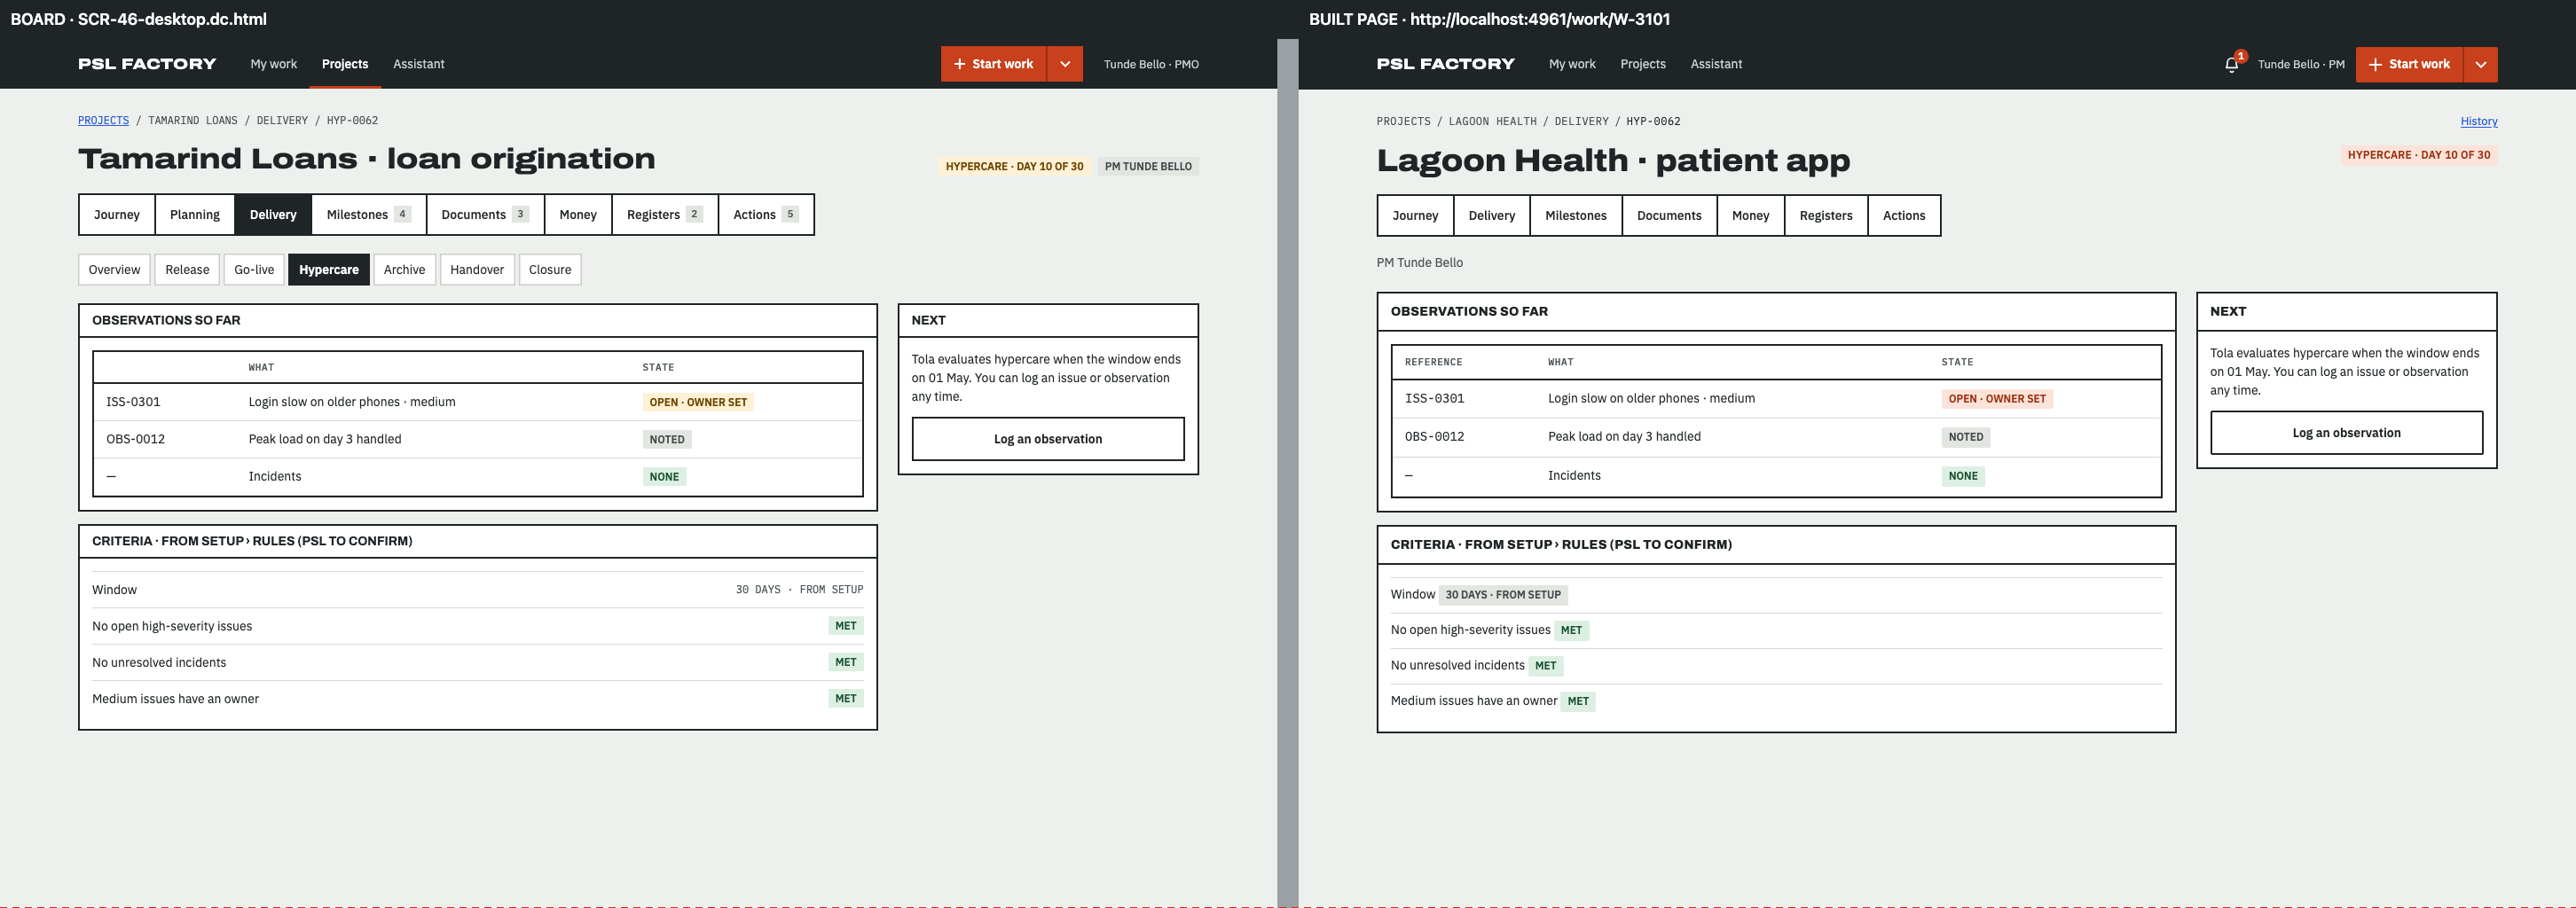 BOARD · SCR-46-desktop.dc.html
PSL FACTORY My work Projects Assistant + Start work Tunde Bello · PMO
PROJECTS / TAMARIND LOANS / DELIVERY / HYP-0062
Tamarind Loans · loan origination
HYPERCARE · DAY 10 OF 30 PM TUNDE BELLO
Journey Planning Delivery Milestones 4 Documents 3 Money Registers 2 Actions 5
Overview Release Go-live Hypercare Archive Handover Closure
OBSERVATIONS SO FAR
WHAT STATE
ISS-0301 Login slow on older phones · medium OPEN · OWNER SET
OBS-0012 Peak load on day 3 handled NOTED
— Incidents NONE
NEXT
Tola evaluates hypercare when the window ends
on 01 May. You can log an issue or observation
any time.
Log an observation
CRITERIA · FROM SETUP › RULES (PSL TO CONFIRM)
Window 30 DAYS · FROM SETUP
No open high-severity issues MET
No unresolved incidents MET
Medium issues have an owner MET
BUILT PAGE · http://localhost:4961/work/W-3101
PSL FACTORY My work Projects Assistant 1 Tunde Bello · PM + Start work
PROJECTS / LAGOON HEALTH / DELIVERY / HYP-0062 History
Lagoon Health · patient app
HYPERCARE · DAY 10 OF 30
Journey Delivery Milestones Documents Money Registers Actions
PM Tunde Bello
OBSERVATIONS SO FAR
REFERENCE WHAT STATE
ISS-0301 Login slow on older phones · medium OPEN · OWNER SET
OBS-0012 Peak load on day 3 handled NOTED
— Incidents NONE
NEXT
Tola evaluates hypercare when the window ends
on 01 May. You can log an issue or observation
any time.
Log an observation
CRITERIA · FROM SETUP › RULES (PSL TO CONFIRM)
Window 30 DAYS · FROM SETUP
No open high-severity issues MET
No unresolved incidents MET
Medium issues have an owner MET